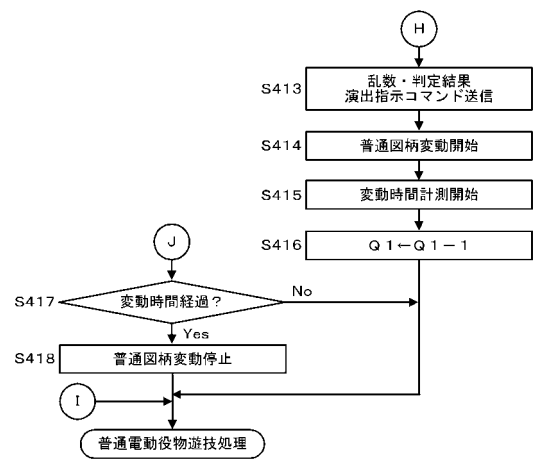 H
S413
乱数・判定結果
演出指示コマンド送信
S414
普通図柄変動開始
S415
変動時間計測開始
S416
Q1←Q1-1
J
S417
変動時間経過?
No
Yes
S418
普通図柄変動停止
I
普通電動役物遊技処理